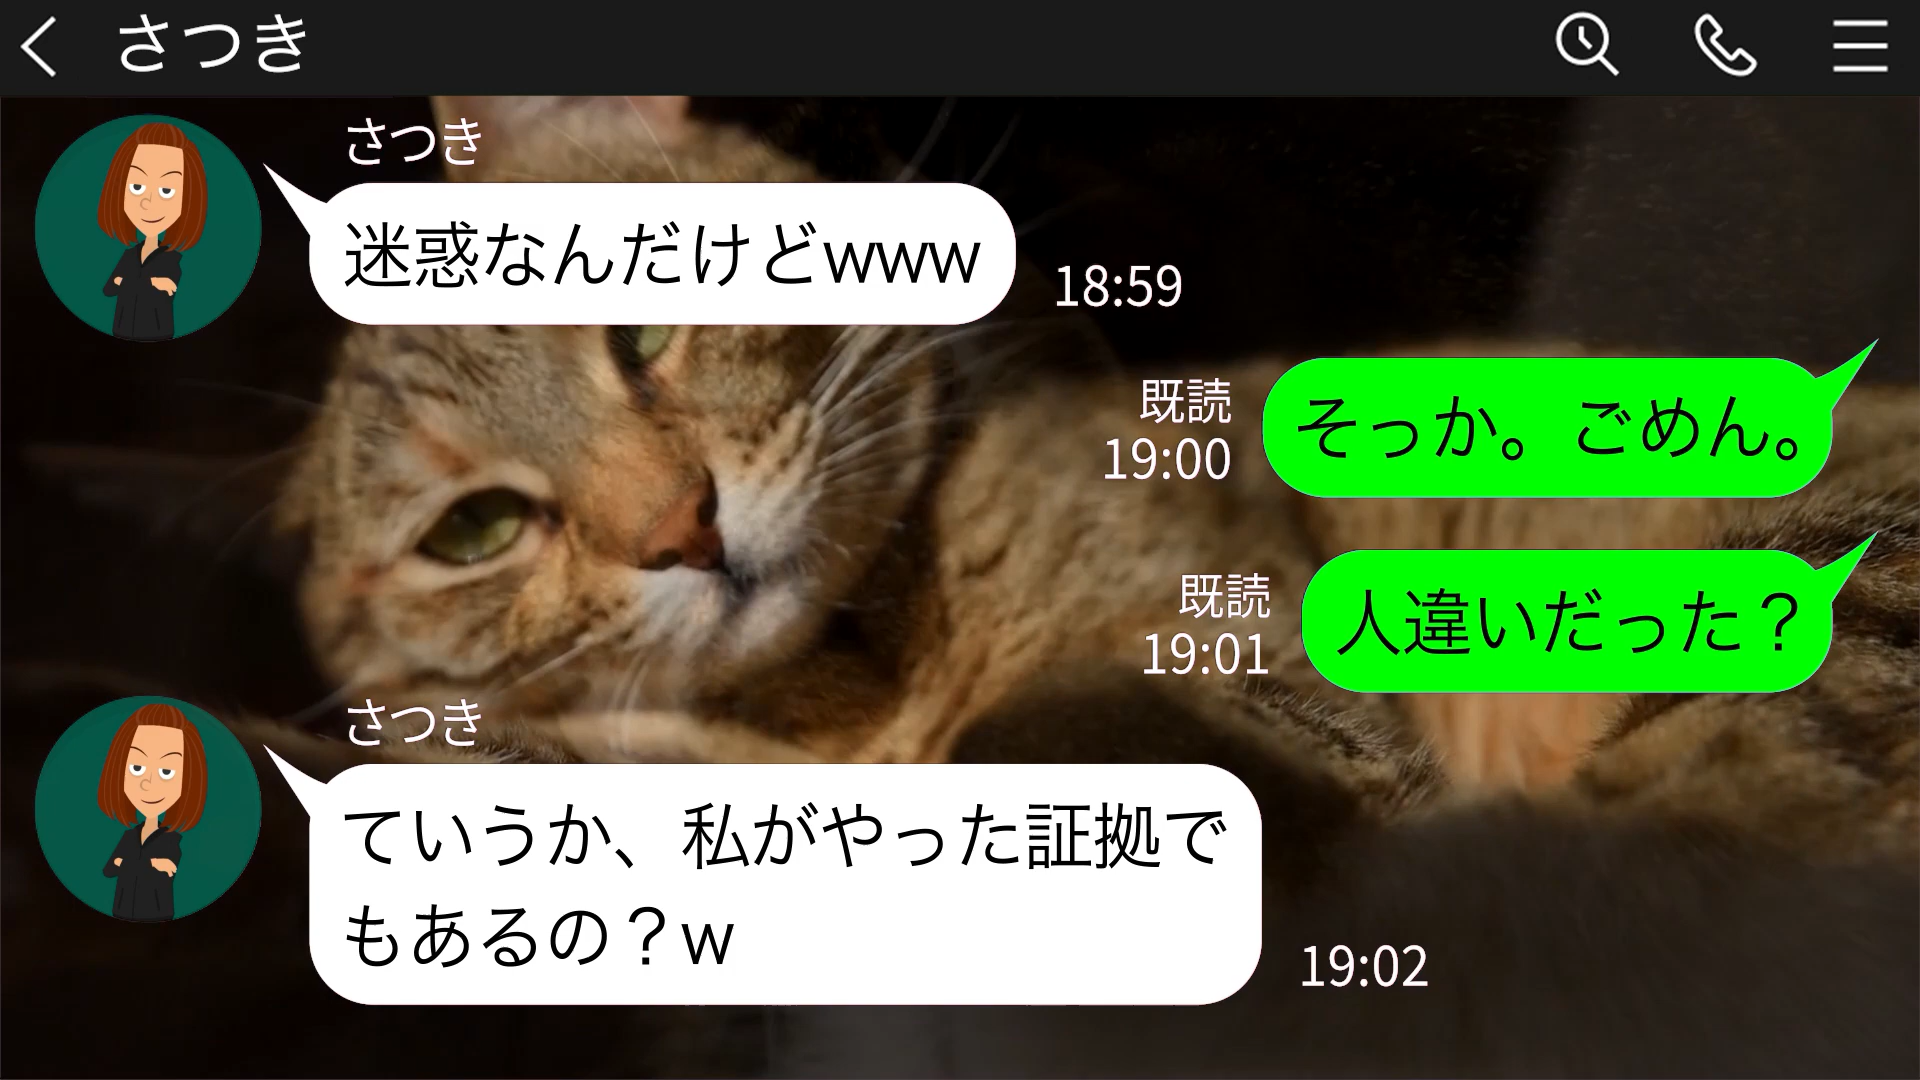 さつき
さつき
迷惑なんだけどwww
18:59
既読
19:00
そっか。ごめん。
既読
19:01
人違いだった？
さつき
ていうか、私がやった証拠で
もあるの？w
19:02